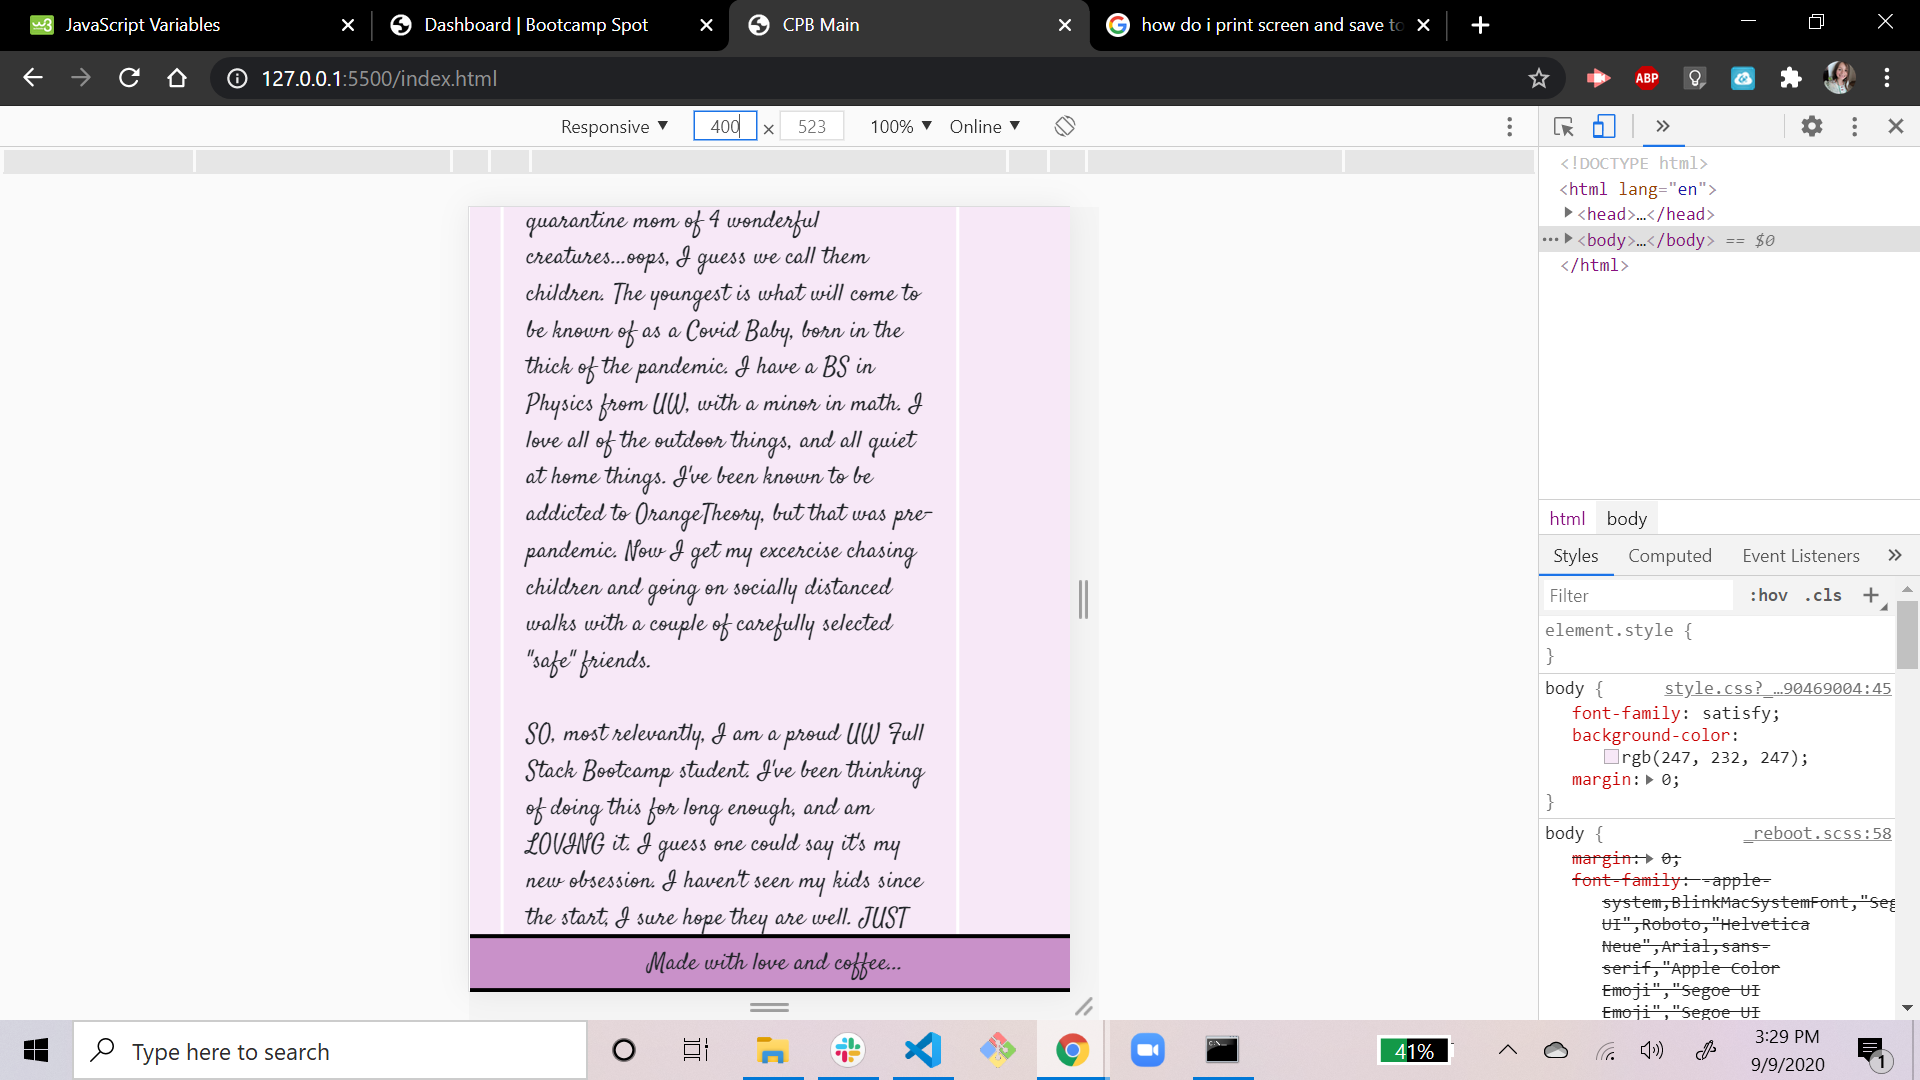 JavaScript Variables
Dashboard | Bootcamp Spot
CPB Main
how do i print screen and save to
127.0.0.1:5500/index.html
ABP
Responsive ▼ 400 × 523 100% ▼ Online ▼
quarantine mom of 4 wonderful
creatures...oops, I guess we call them
children. The youngest is what will come to
be known of as a Covid Baby, born in the
thick of the pandemic. I have a BS in
Physics from UW, with a minor in math. I
love all of the outdoor things, and all quiet
at home things. I've been known to be
addicted to OrangeTheory, but that was pre-
pandemic. Now I get my excercise chasing
children and going on socially distanced
walks with a couple of carefully selected
"safe" friends.
SO, most relevantly, I am a proud UW Full
Stack Bootcamp student. I've been thinking
of doing this for long enough, and am
LOVING it. I guess one could say it's my
new obsession. I haven't seen my kids since
the start, I sure hope they are well. JUST
Made with love and coffee...
<!DOCTYPE html>
<html lang="en">
<head>…</head>
<body>…</body> == $0
</html>
html body
Styles Computed Event Listeners
Filter :hov .cls +
element.style {
}
body { style.css?_…90469004:45
font-family: satisfy;
background-color:
rgb(247, 232, 247);
margin: 0;
}
body { _reboot.scss:58
margin: 0;
font-family: -apple-
system,BlinkMacSystemFont,"Seg
UI",Roboto,"Helvetica
Neue",Arial,sans-
serif,"Apple Color
Emoji","Segoe UI
Emoji","Segoe UI
Type here to search
41%
3:29 PM
9/9/2020
1